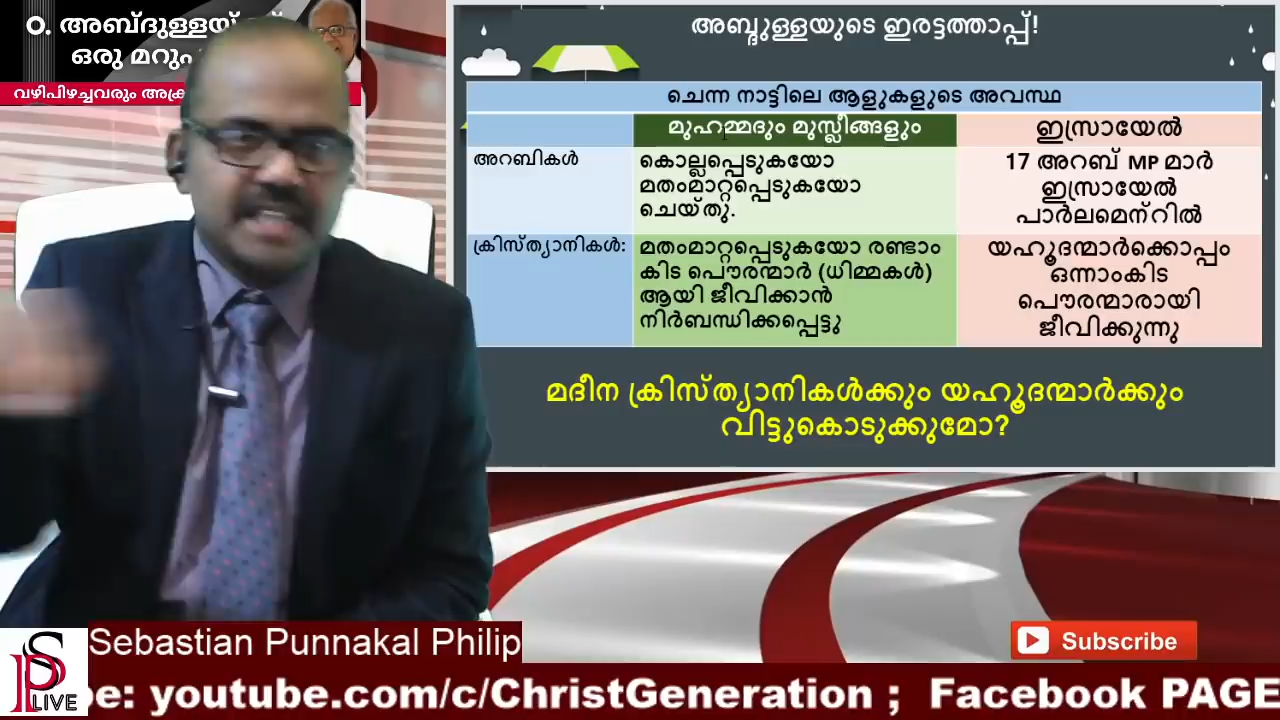 ഠ. അബ്ദുള്ളയ്
ഒരു മറുപ
വഴിപിഴച്ചവരും അക്ര
അബ്ദുള്ളയുടെ ഇരട്ടത്താപ്പ്!
ചെന്ന നാട്ടിലെ ആളുകളുടെ അവസ്ഥ
മുഹമ്മദും മുസ്ലീങ്ങളും
ഇസ്രായേൽ
അറബികൾ
കൊല്ലപ്പെടുകയോ
മതംമാറ്റപ്പെടുകയോ
ചെയ്തു.
17 അറബ് MP മാർ
ഇസ്രായേൽ
പാർലമെന്റിൽ
ക്രിസ്ത്യാനികൾ:
മതംമാറ്റപ്പെടുകയോ രണ്ടാം
കിട പൌരന്മാർ (ധിമ്മകൾ)
ആയി ജീവിക്കാൻ
നിർബന്ധിക്കപ്പെട്ടു
യഹൂദന്മാർക്കൊപ്പം
ഒന്നാംകിട
പൌരന്മാരായി
ജീവിക്കുന്നു
മദീന ക്രിസ്ത്യാനികൾക്കും യഹൂദന്മാർക്കും
വിട്ടുകൊടുക്കുമോ?
Sebastian Punnakal Philip
Subscribe
SP LIVE
be: youtube.com/c/ChristGeneration ; Facebook PAGE